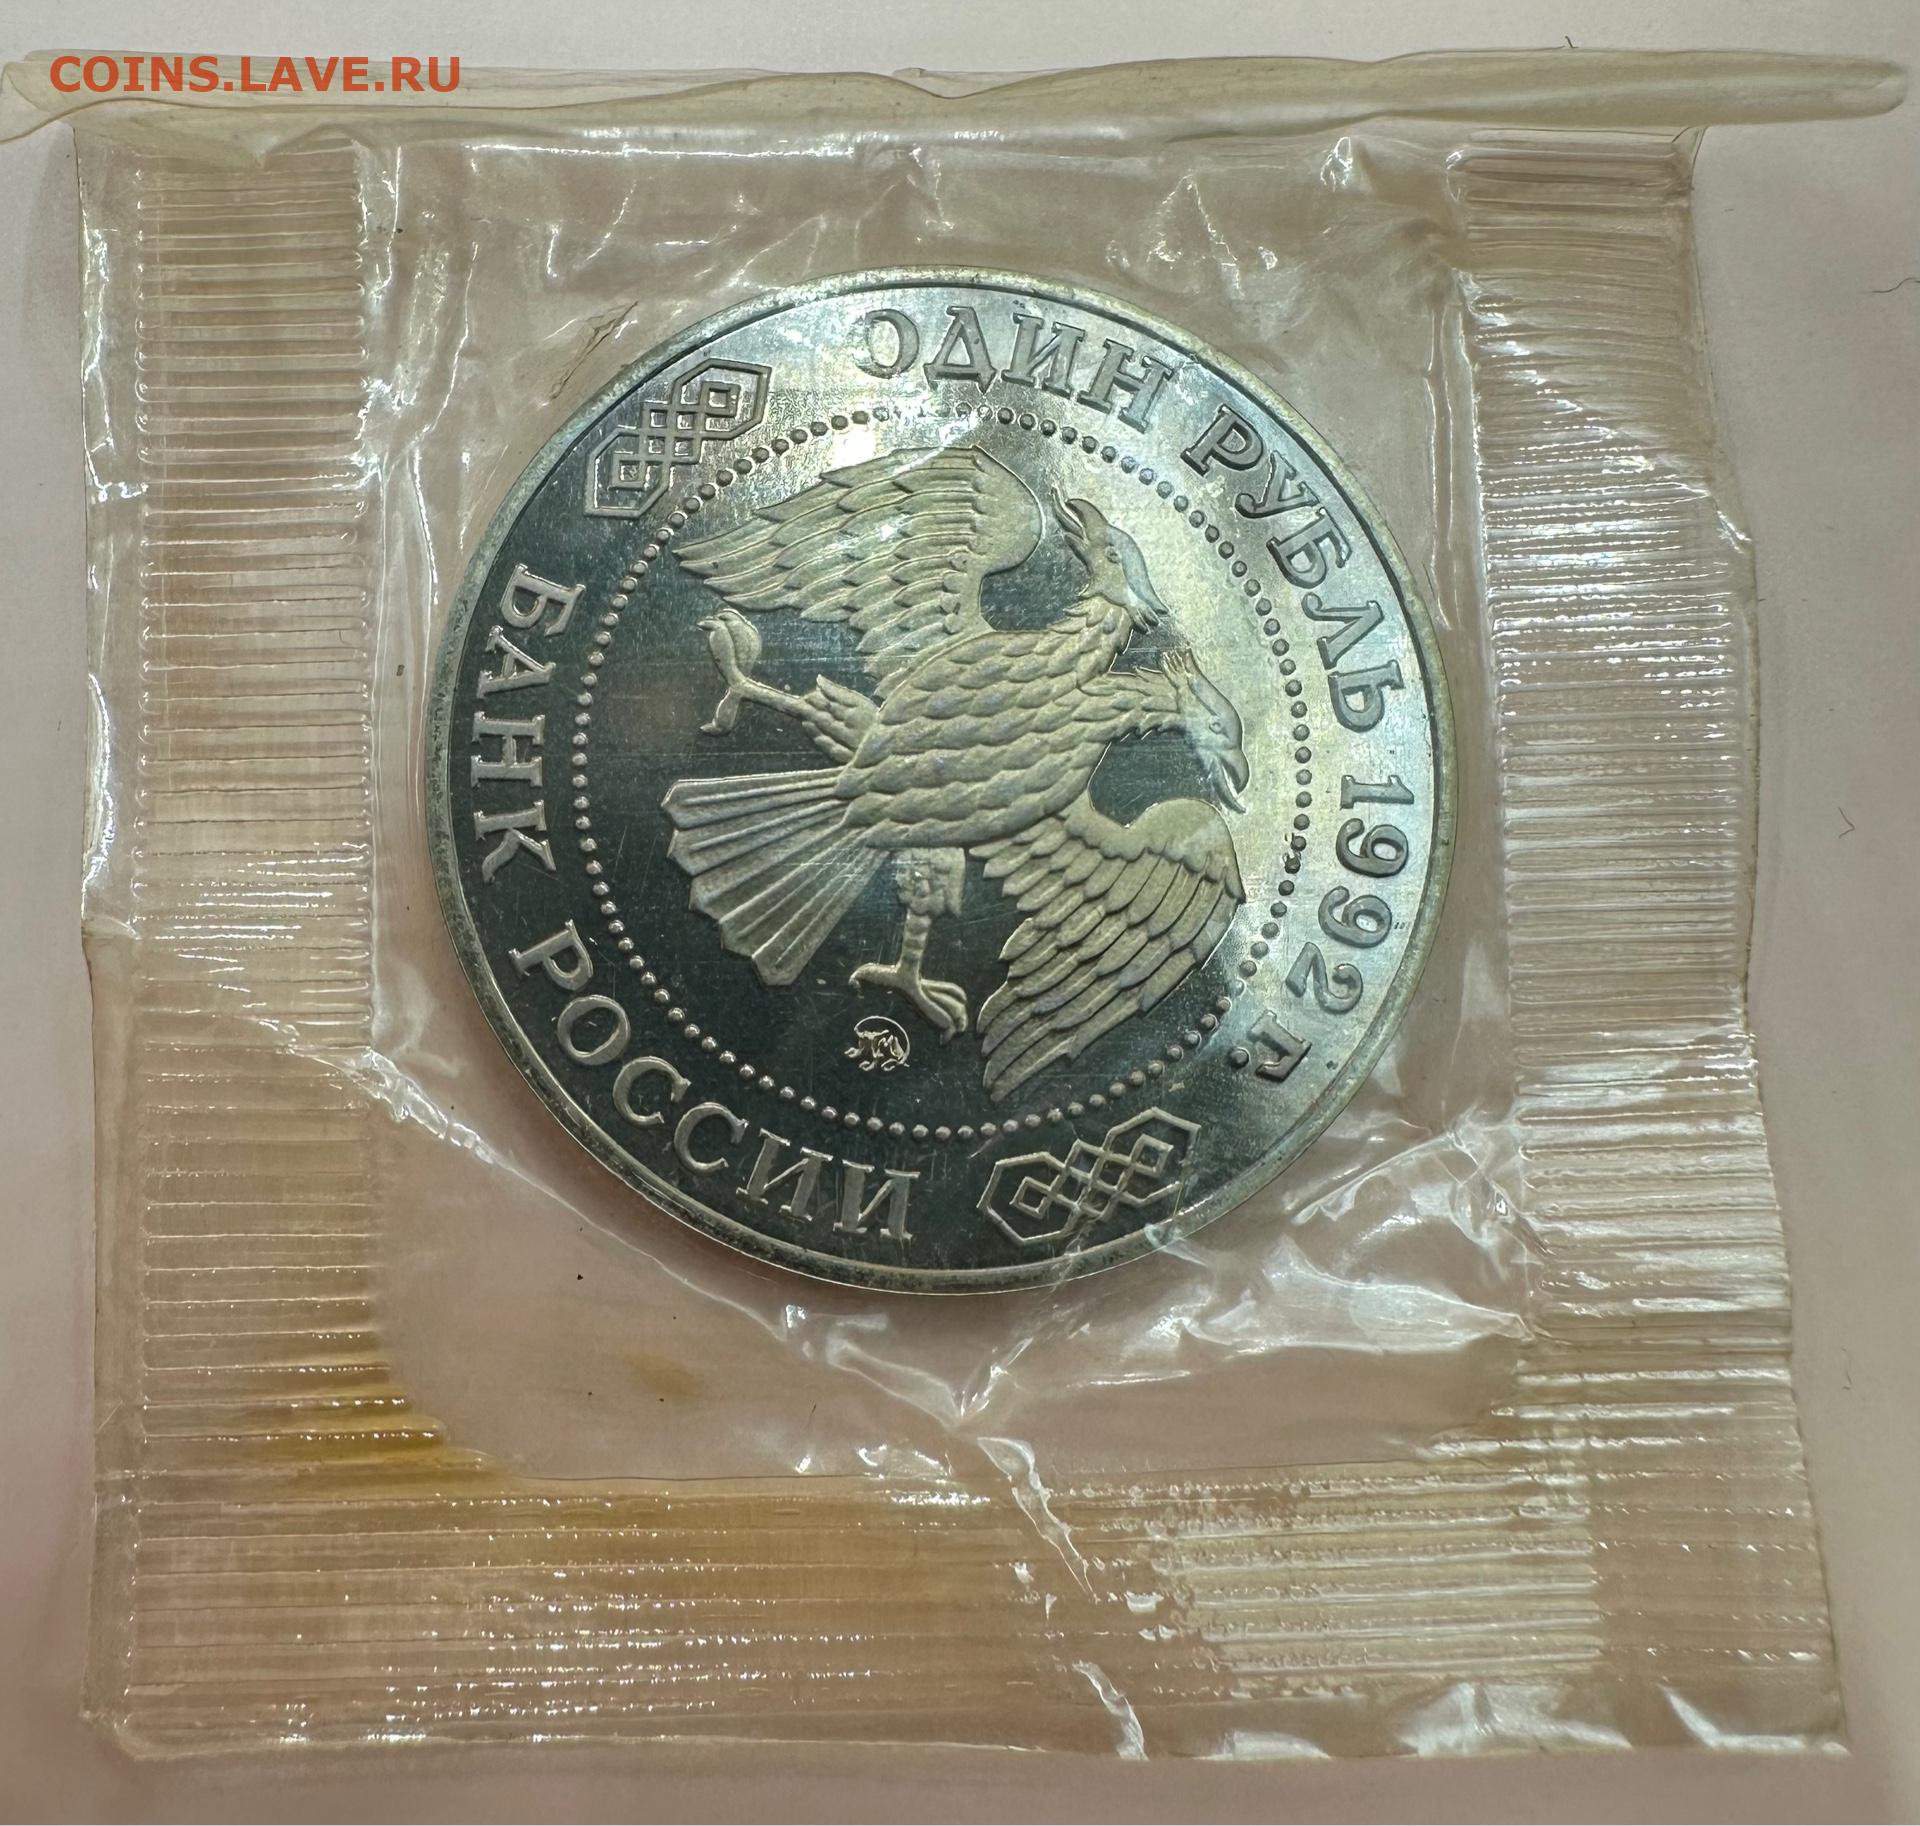 COINS.LAVE.RU
ОДИН РУБЛЬ 1992 г.
БАНК РОССИИ